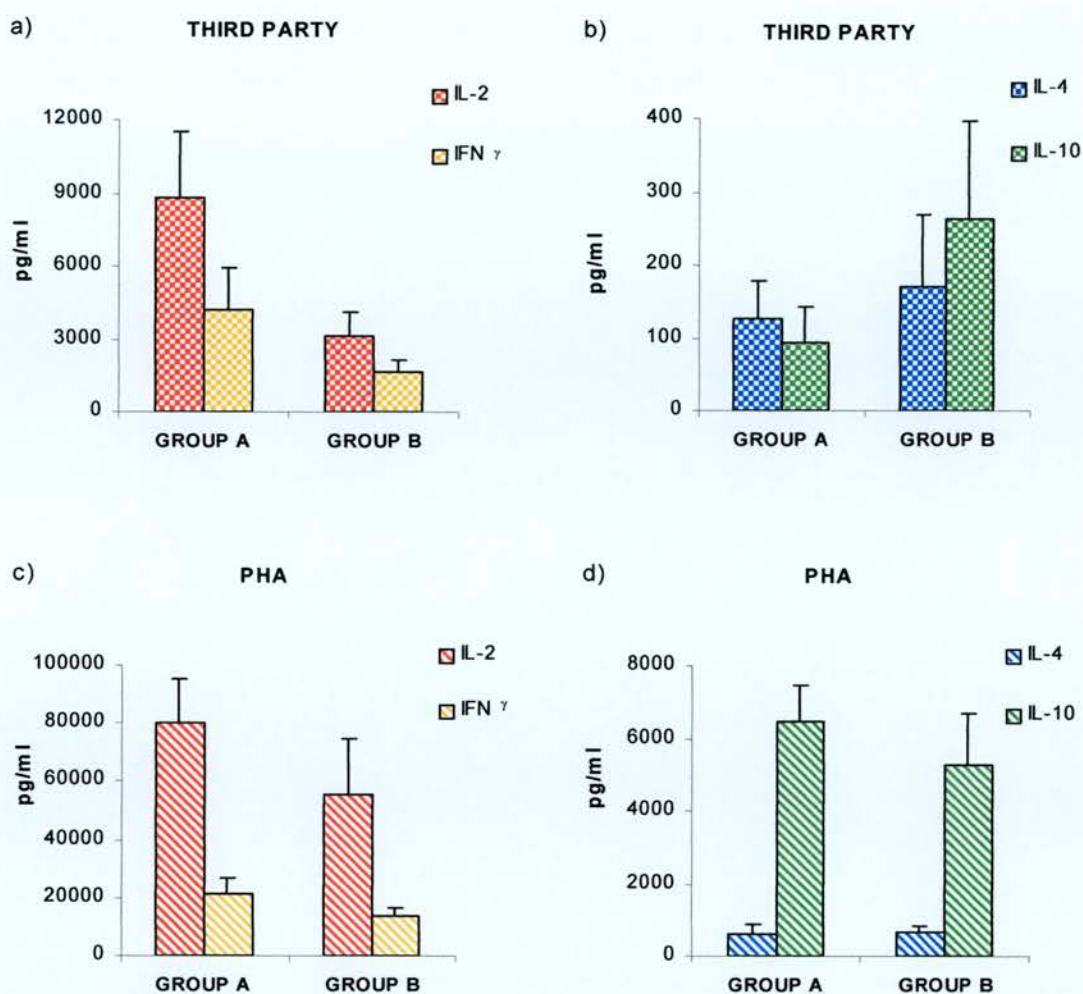 a)
THIRD PARTY
IL-2
IFN γ
12000
9000
6000
3000
0
pg/ml
GROUP A
GROUP B
b)
THIRD PARTY
IL-4
IL-10
400
300
200
100
0
pg/ml
GROUP A
GROUP B
c)
PHA
IL-2
IFN γ
100000
80000
60000
40000
20000
0
pg/ml
GROUP A
GROUP B
d)
PHA
IL-4
IL-10
8000
6000
4000
2000
0
pg/ml
GROUP A
GROUP B